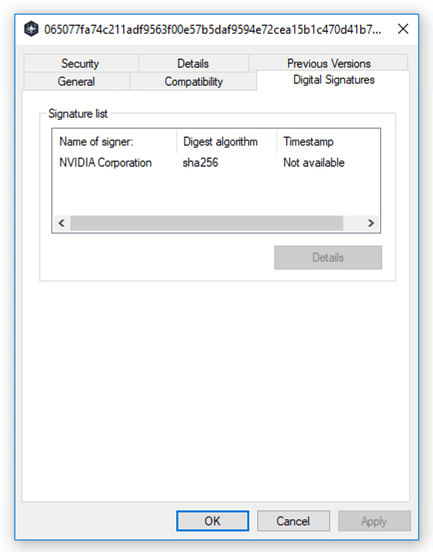 065077fa74c211adf9563f00e57b5daf9594e72cea15b1c470d41b7...
Security Details Previous Versions
General Compatibility Digital Signatures
Signature list
Name of signer: Digest algorithm Timestamp
NVIDIA Corporation sha256 Not available
Details
OK Cancel Apply